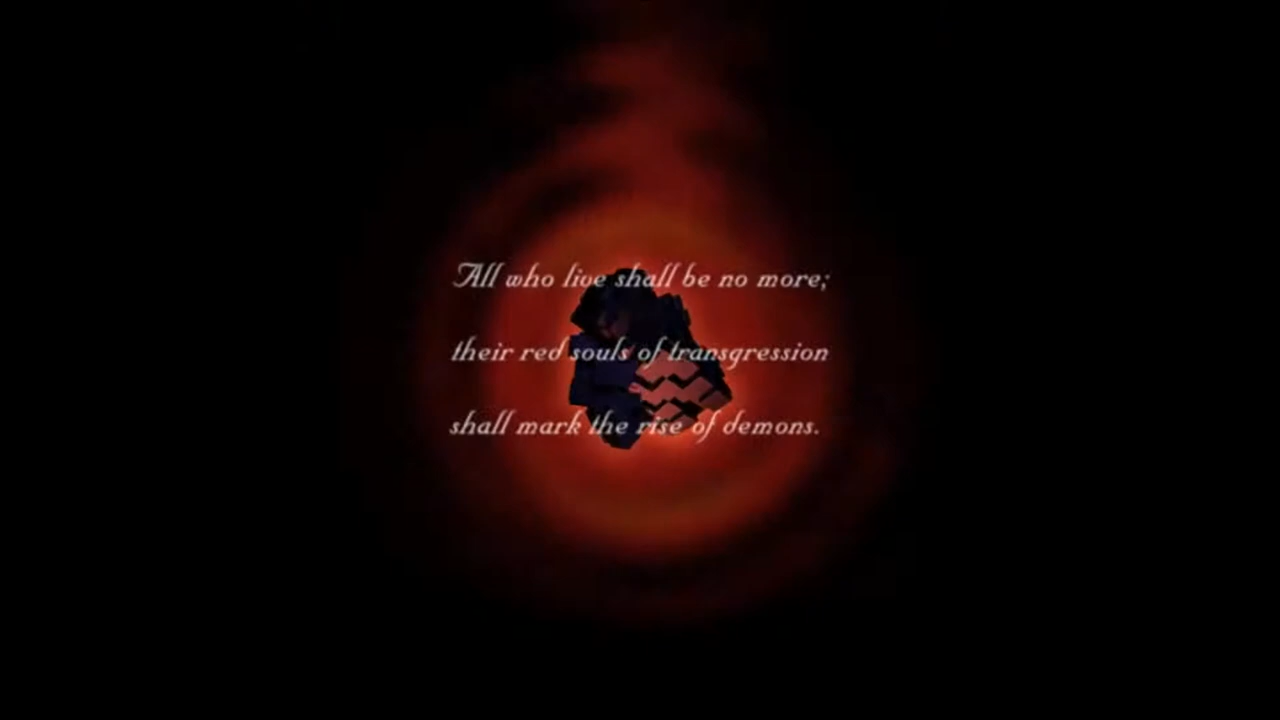 All who live shall be no more;
their red souls of transgression
shall mark the rise of demons.